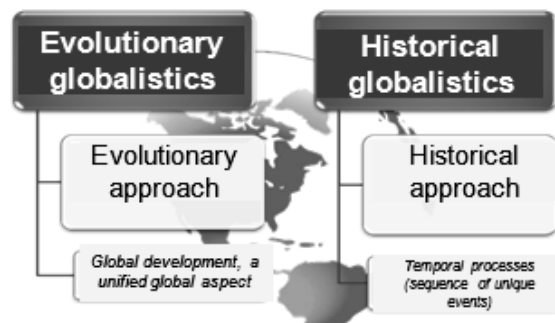 Evolutionary
globalistics
Historical
globalistics
Evolutionary
approach
Historical
approach
Global development, a
unified global aspect
Temporal processes
(sequence of unique
events)